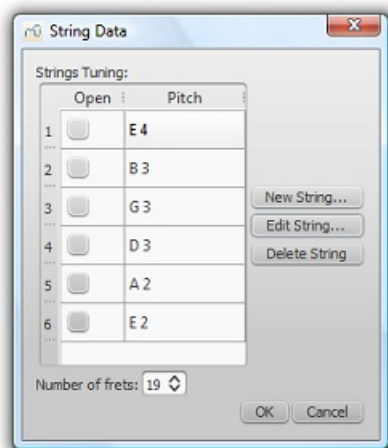 String Data
Strings Tuning:
Open Pitch
1 E 4
2 B 3
3 G 3
4 D 3
5 A 2
6 E 2
New String...
Edit String...
Delete String
Number of frets: 19
OK Cancel